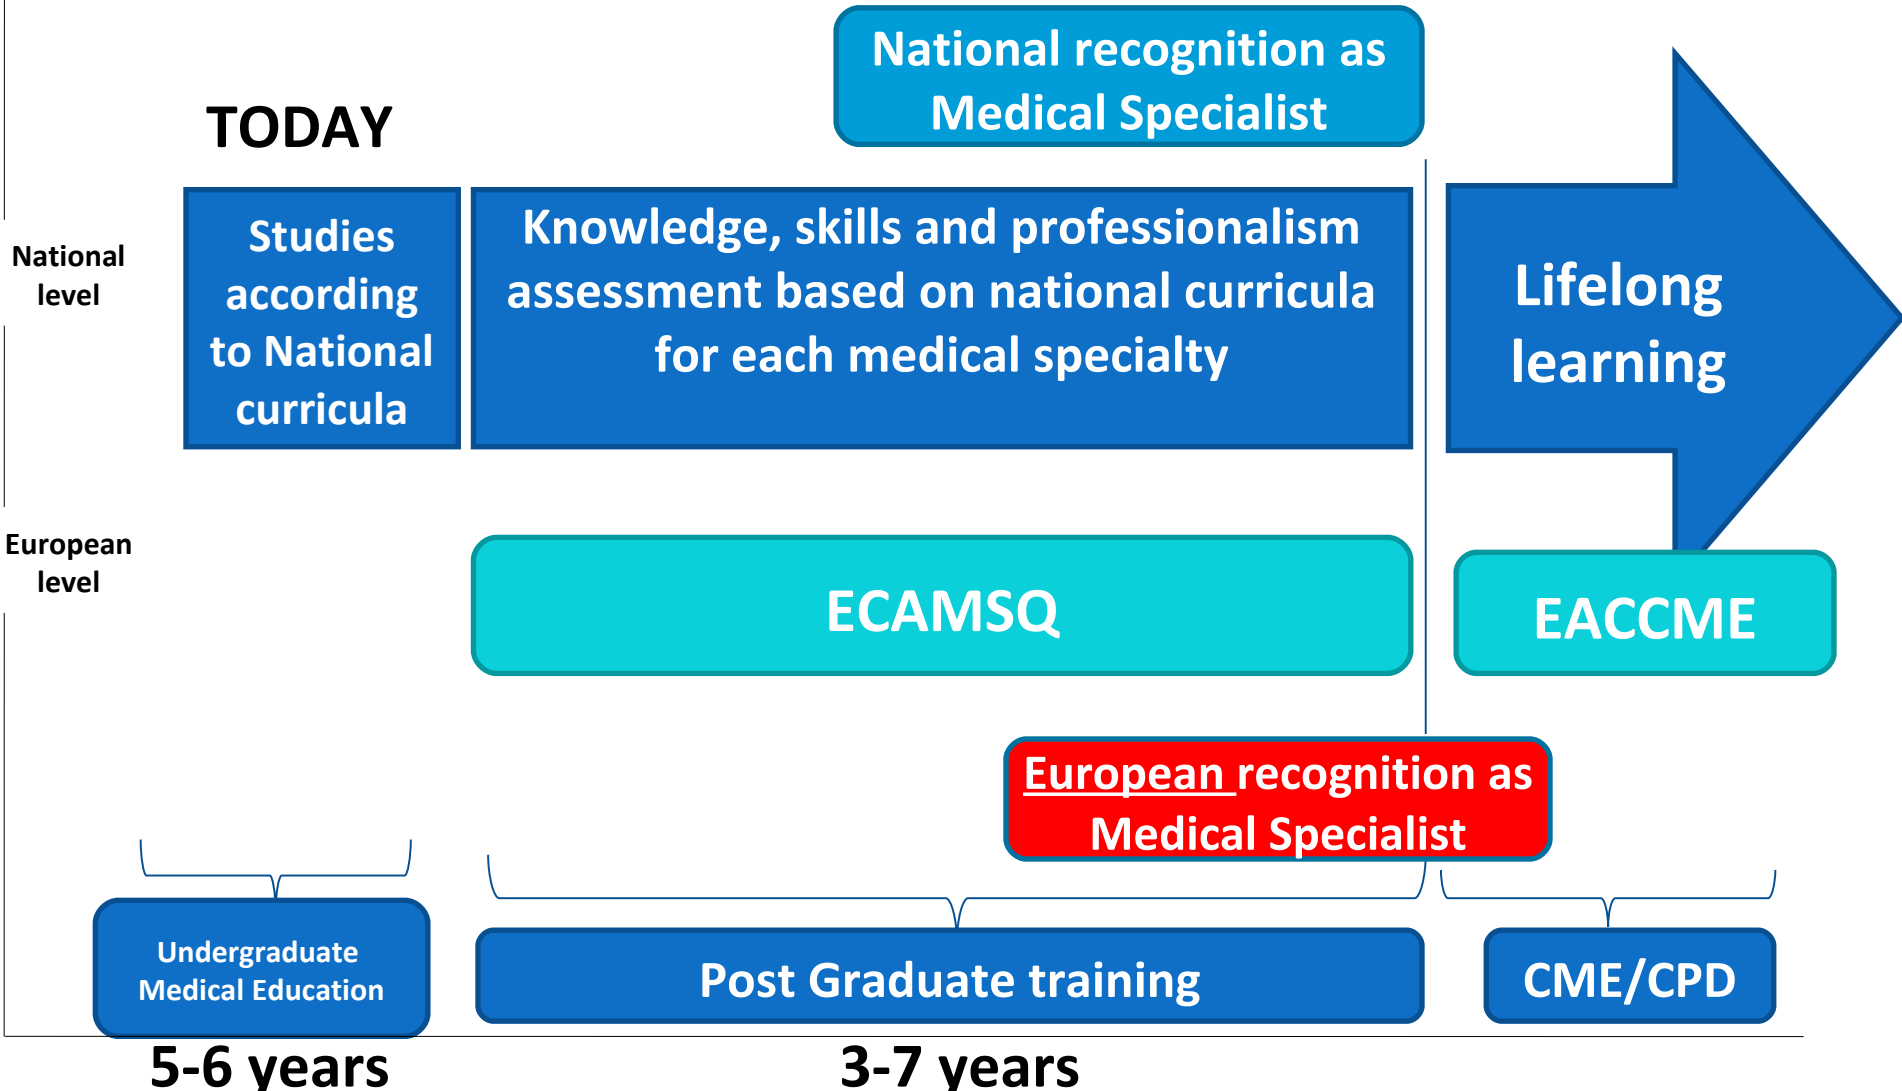 National recognition as
Medical Specialist
TODAY
National
level
Studies
according
to National
curricula
Knowledge, skills and professionalism
assessment based on national curricula
for each medical specialty
Lifelong
learning
European
level
ECAMSQ
EACCME
European recognition as
Medical Specialist
Undergraduate
Medical Education
Post Graduate training
CME/CPD
5-6 years
3-7 years